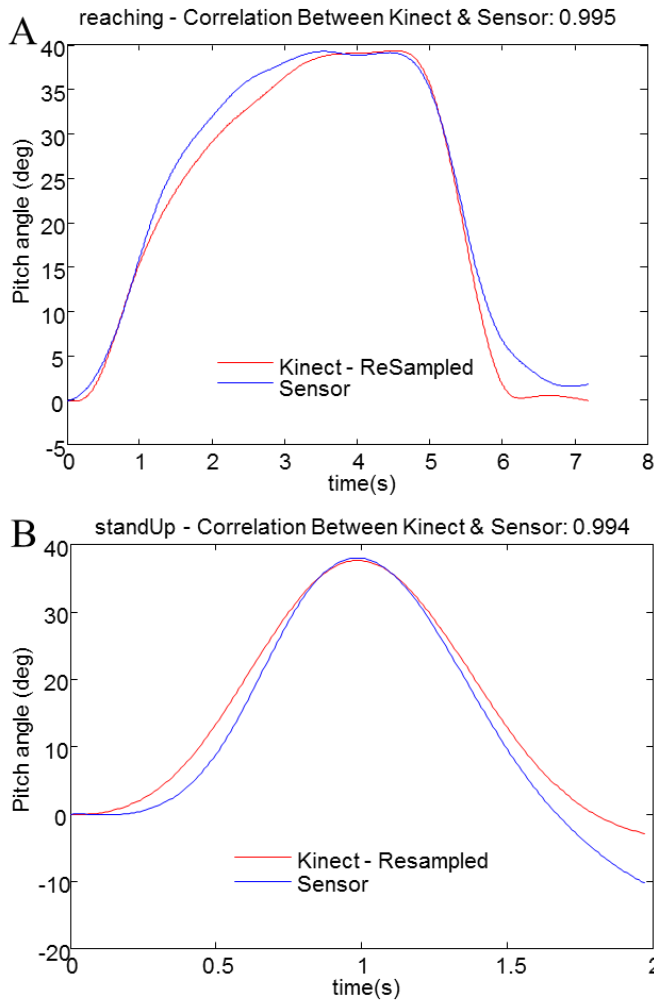 A
reaching - Correlation Between Kinect & Sensor: 0.995
40
35
30
25
20
15
10
5
0
-5
Pitch angle (deg)
Kinect - ReSampled
Sensor
0 1 2 3 4 5 6 7 8
time(s)
B
standUp - Correlation Between Kinect & Sensor: 0.994
40
30
20
10
0
-10
-20
Pitch angle (deg)
Kinect - Resampled
Sensor
0 0.5 1 1.5 2
time(s)